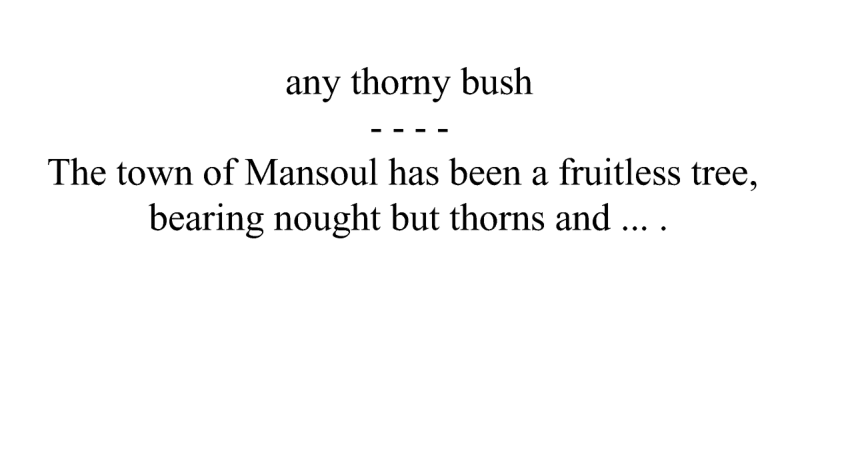 any thorny bush
- - - -
The town of Mansoul has been a fruitless tree,
bearing nought but thorns and ... .